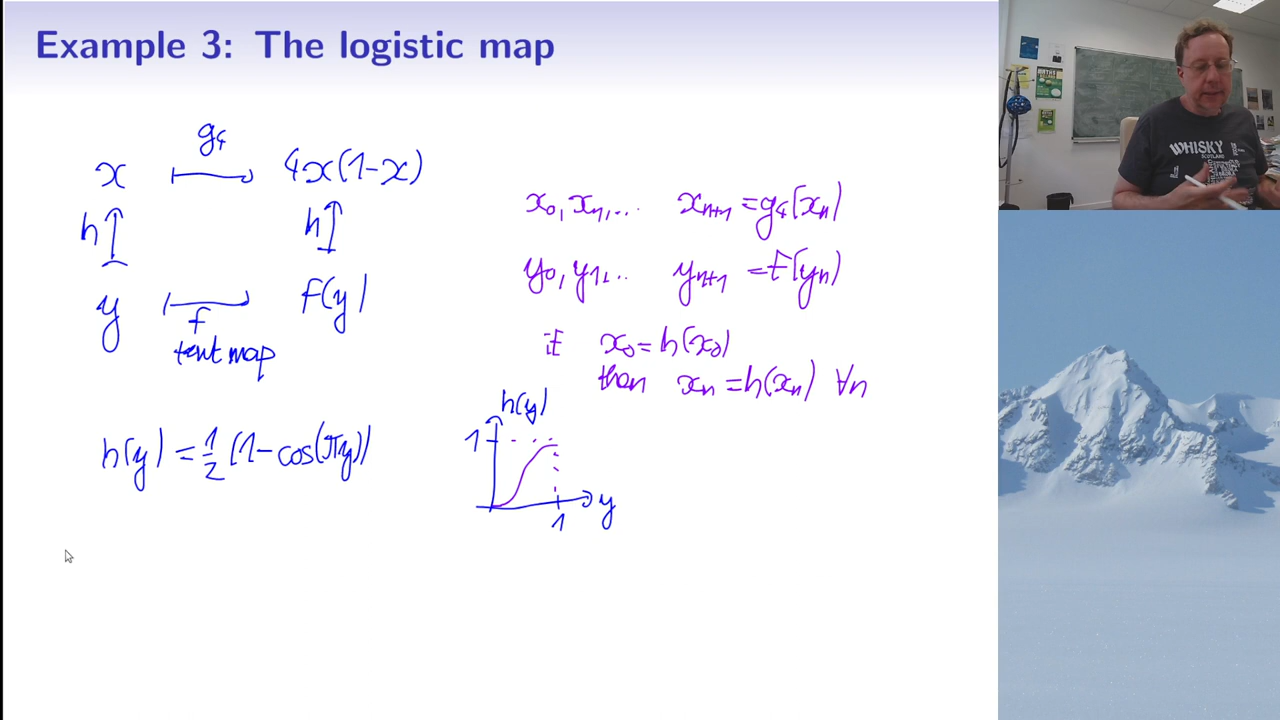 Example 3: The logistic map
g₄
x ↦ 4x(1-x)
h h
y ↦ f(y)
f
tent map
h(y) = 1/2 (1-cos(πy))
x₀, x₁,... xₙ₊₁ = g₄(xₙ)
y₀, y₁,... yₙ₊₁ = f(yₙ)
if x₀ = h(x₀)
then xₙ = h(xₙ) ∀n
h(y)
1
1
y
WHISKY
SCOTLAND